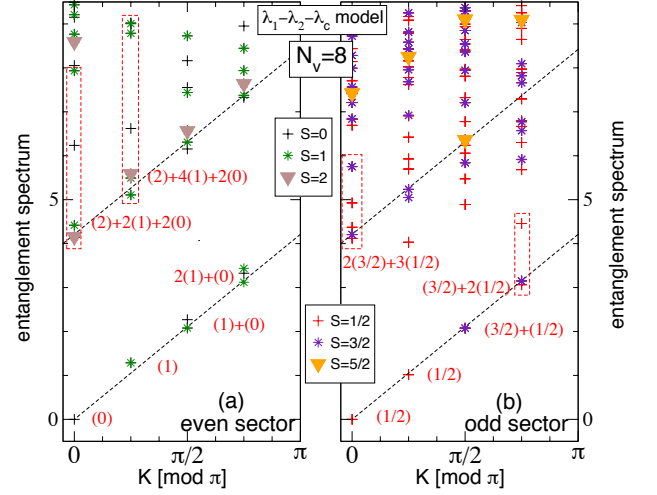 λ1−λ2−λc model
Nv=8
entanglement spectrum
5
0
S=0
S=1
S=2
(2)+4(1)+2(0)
(2)+2(1)+2(0)
2(1)+(0)
(1)+(0)
(1)
(0)
(a)
even sector
0
π/2
π
K [mod π]
S=1/2
S=3/2
S=5/2
2(3/2)+3(1/2)
(3/2)+2(1/2)
(3/2)+(1/2)
(1/2)
(1/2)
(b)
odd sector
0
π/2
π
K [mod π]
5
0
entanglement spectrum